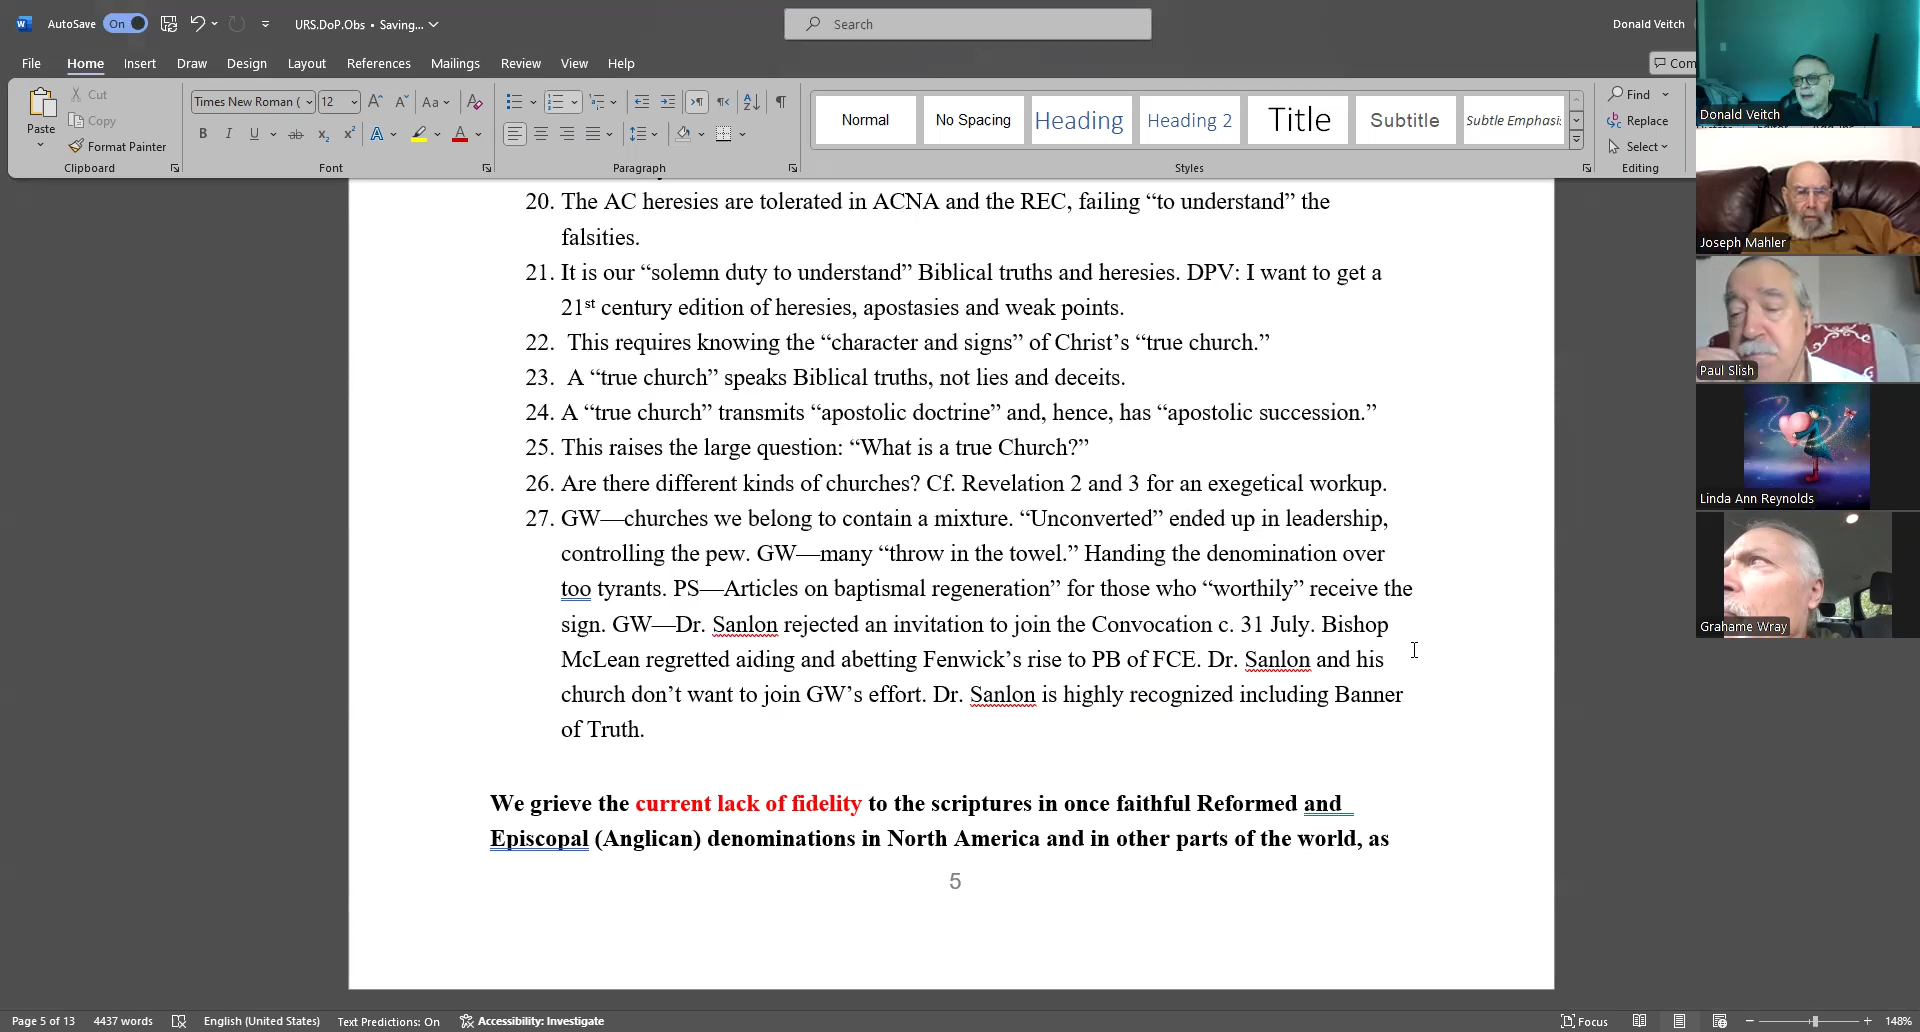 AutoSave On URS.DoP.Obs • Saving... Search Donald Veitch
File Home Insert Draw Design Layout References Mailings Review View Help Com
Paste Cut Copy Format Painter
Times New Roman ( 12
Normal No Spacing Heading Heading 2 Title Subtitle Subtle Emphasi:
Find Replace Select
Clipboard Font Paragraph Styles Editing
20. The AC heresies are tolerated in ACNA and the REC, failing “to understand” the
falsities.
21. It is our “solemn duty to understand” Biblical truths and heresies. DPV: I want to get a
21st century edition of heresies, apostasies and weak points.
22. This requires knowing the “character and signs” of Christ’s “true church.”
23. A “true church” speaks Biblical truths, not lies and deceits.
24. A “true church” transmits “apostolic doctrine” and, hence, has “apostolic succession.”
25. This raises the large question: “What is a true Church?”
26. Are there different kinds of churches? Cf. Revelation 2 and 3 for an exegetical workup.
27. GW—churches we belong to contain a mixture. “Unconverted” ended up in leadership,
controlling the pew. GW—many “throw in the towel.” Handing the denomination over
too tyrants. PS—Articles on baptismal regeneration” for those who “worthily” receive the
sign. GW—Dr. Sanlon rejected an invitation to join the Convocation c. 31 July. Bishop
McLean regretted aiding and abetting Fenwick’s rise to PB of FCE. Dr. Sanlon and his
church don’t want to join GW’s effort. Dr. Sanlon is highly recognized including Banner
of Truth.
We grieve the current lack of fidelity to the scriptures in once faithful Reformed and
Episcopal (Anglican) denominations in North America and in other parts of the world, as
5
Donald Veitch
Joseph Mahler
Paul Slish
Linda Ann Reynolds
Grahame Wray
Page 5 of 13 4437 words English (United States) Text Predictions: On Accessibility: Investigate Focus 148%